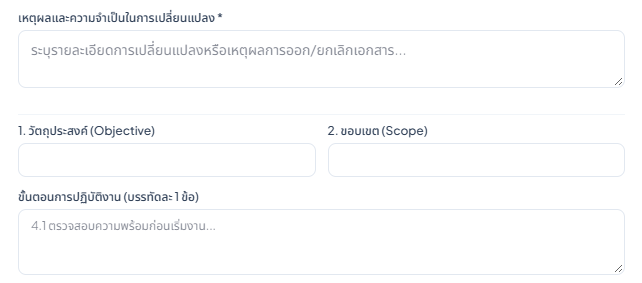 เหตุผลและความจำเป็นในการเปลี่ยนแปลง *
ระบุรายละเอียดการเปลี่ยนแปลงหรือเหตุผลการออก/ยกเลิกเอกสาร...
1. วัตถุประสงค์ (Objective)
2. ขอบเขต (Scope)
ขั้นตอนการปฏิบัติงาน (บรรทัดละ 1 ข้อ)
4.1 ตรวจสอบความพร้อมก่อนเริ่มงาน...